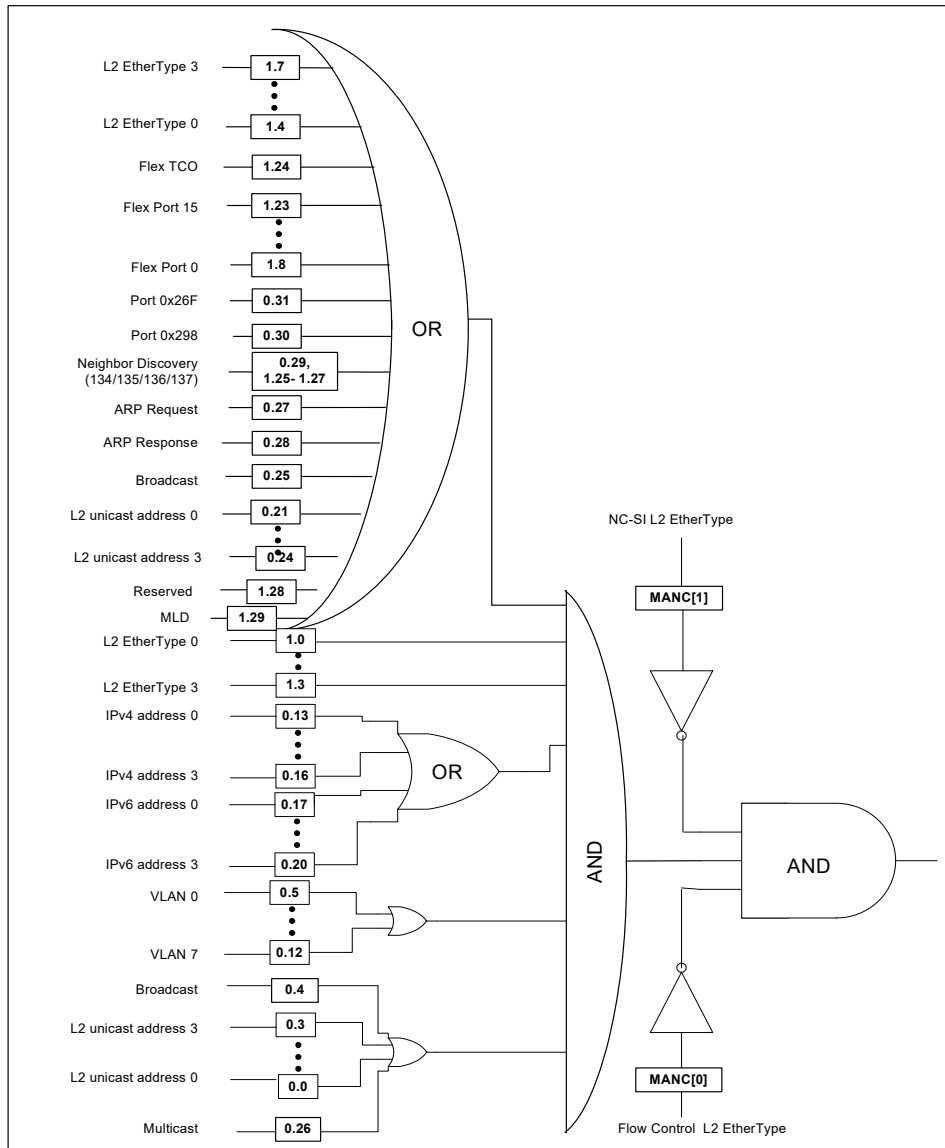 L2 EtherType 3 1.7
L2 EtherType 0 1.4
Flex TCO 1.24
Flex Port 15 1.23
Flex Port 0 1.8
Port 0x26F 0.31
Port 0x298 0.30
Neighbor Discovery
(134/135/136/137)
0.29,
1.25- 1.27
ARP Request 0.27
ARP Response 0.28
Broadcast 0.25
L2 unicast address 0 0.21
L2 unicast address 3 0.24
Reserved 1.28
MLD 1.29
OR
L2 EtherType 0 1.0
L2 EtherType 3 1.3
IPv4 address 0 0.13
IPv4 address 3 0.16
IPv6 address 0 0.17
IPv6 address 3 0.20
OR
VLAN 0 0.5
VLAN 7 0.12
Broadcast 0.4
L2 unicast address 3 0.3
L2 unicast address 0 0.0
Multicast 0.26
AND
NC-SI L2 EtherType
MANC[1]
AND
MANC[0]
Flow Control L2 EtherType